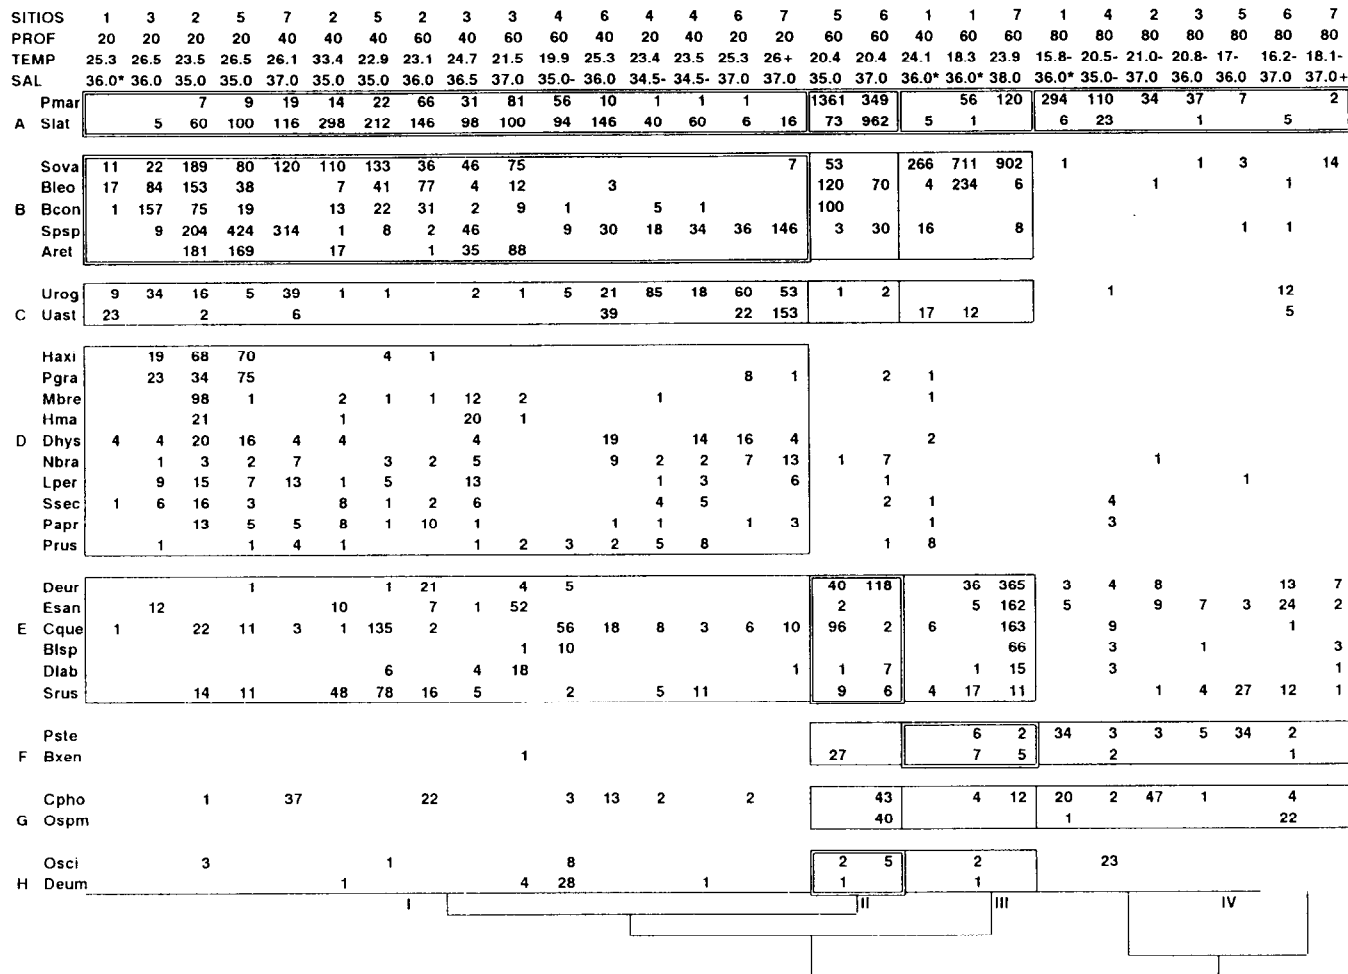 SITIOS 1 3 2 5 7 2 5 2 3 3 4 6 4 4 6 7 5 6 1 1 7 1 4 2 3 5 6 7
PROF 20 20 20 20 40 40 40 60 40 60 60 40 20 40 20 20 60 60 40 60 60 80 80 80 80 80 80 80
TEMP 25.3 26.5 23.5 26.5 26.1 33.4 22.9 23.1 24.7 21.5 19.9 25.3 23.4 23.5 25.3 26+ 20.4 20.4 24.1 18.3 23.9 15.8- 20.5- 21.0- 20.8- 17- 16.2- 18.1-
SAL 36.0* 36.0 35.0 35.0 37.0 35.0 35.0 36.0 36.5 37.0 35.0- 36.0 34.5- 34.5- 37.0 37.0 35.0 37.0 36.0* 36.0* 38.0 36.0* 35.0- 37.0 36.0 36.0 37.0 37.0+
Pmar 7 9 19 14 22 66 31 81 56 10 1 1 1 1361 349 56 120 294 110 34 37 7 2
A Slat 5 60 100 116 298 212 146 98 100 94 146 40 60 6 16 73 962 5 1 6 23 1 5
Sova 11 22 189 80 120 110 133 36 46 75 7 53 266 711 902 1 1 3 14
Bleo 17 84 153 38 7 41 77 4 12 3 120 70 4 234 6 1 1
B Bcon 1 157 75 19 13 22 31 2 9 1 5 1 100
Spsp 9 204 424 314 1 8 2 46 9 30 18 34 36 146 3 30 16 8 1 1
Aret 181 169 17 1 35 88
Urog 9 34 16 5 39 1 1 2 1 5 21 85 18 60 53 1 2 1 12
C Uast 23 2 6 39 22 153 17 12 5
Haxi 19 68 70 4 1
Pgra 23 34 75 8 1 2 1
Mbre 98 1 2 1 1 12 2 1 1
Hma 21 1 20 1
D Dhys 4 4 20 16 4 4 4 19 14 16 4 2
Nbra 1 3 2 7 3 2 5 9 2 2 7 13 1 7 1
Lper 9 15 7 13 1 5 13 1 3 6 1 1
Ssec 1 6 16 3 8 1 2 6 4 5 2 1 4
Papr 13 5 5 8 1 10 1 1 1 1 3 1 3
Prus 1 1 4 1 1 2 3 2 5 8 1 8
Deur 1 1 21 4 5 40 118 36 365 3 4 8 13 7
Esan 12 10 7 1 52 2 5 162 5 9 7 3 24 2
E Cque 1 22 11 3 1 135 2 56 18 8 3 6 10 96 2 6 163 9 1
Blsp 1 10 66 3 1 3
Dlab 6 4 18 1 1 7 1 15 3 1
Srus 14 11 48 78 16 5 2 5 11 9 6 4 17 11 1 4 27 12 1
Pste 6 2 34 3 3 5 34 2
F Bxen 1 27 7 5 2 1
Cpho 1 37 22 3 13 2 2 43 4 12 20 2 47 1 4
G Ospm 40 1 22
Osci 3 1 8 2 5 2 23
H Deum 1 4 28 1 1 1
I II III IV